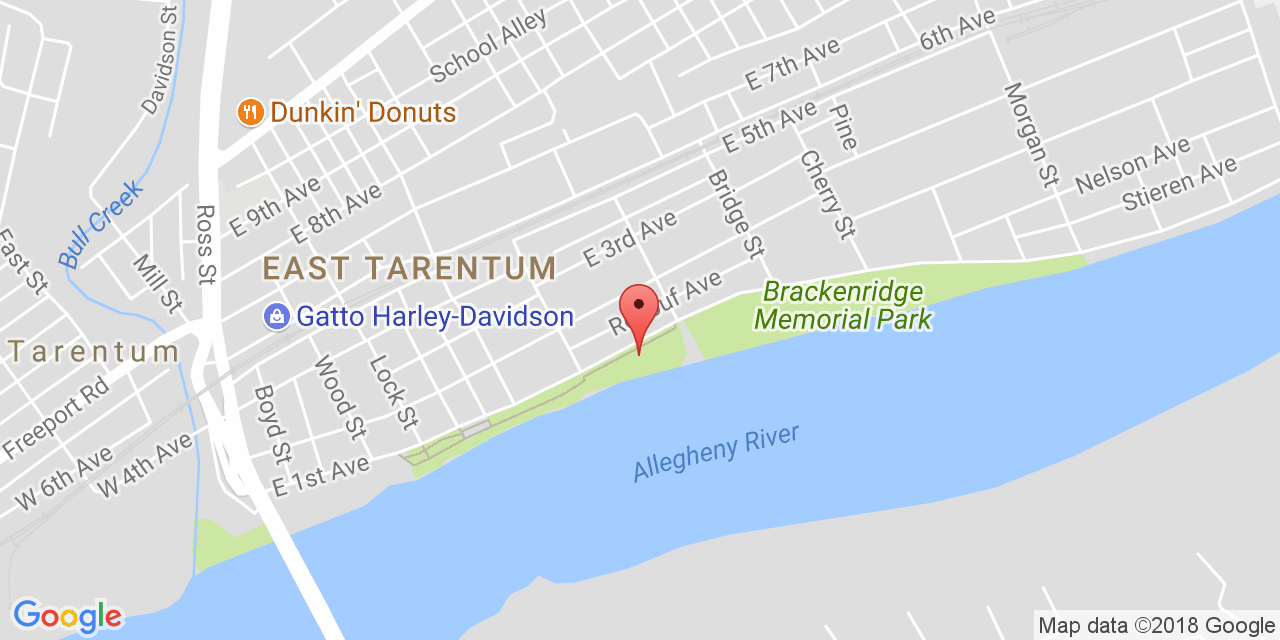 Davidson St
School Alley
6th Ave
E 7th Ave
Dunkin' Donuts
E 5th Ave
Pine
Morgan St
Bull Creek
E 9th Ave
E 8th Ave
Ross St
Bridge St
Cherry St
Nelson Ave
Stieren Ave
East St
Mill St
E 3rd Ave
EAST TARENTUM
Gatto Harley-Davidson
Brackenridge
Memorial Park
Tarentum
Freeport Rd
Wood St
Lock St
Boyd St
W 6th Ave
W 4th Ave
E 1st Ave
Allegheny River
Google
Map data ©2018 Google